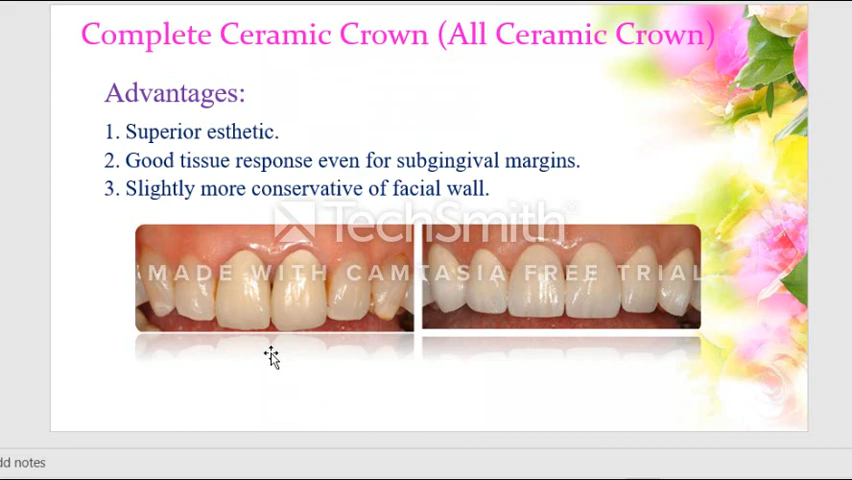 Complete Ceramic Crown (All Ceramic Crown)
Advantages:
1. Superior esthetic.
2. Good tissue response even for subgingival margins.
3. Slightly more conservative of facial wall.
TechSmith
MADE WITH CAMTASIA FREE TRIAL
dd notes